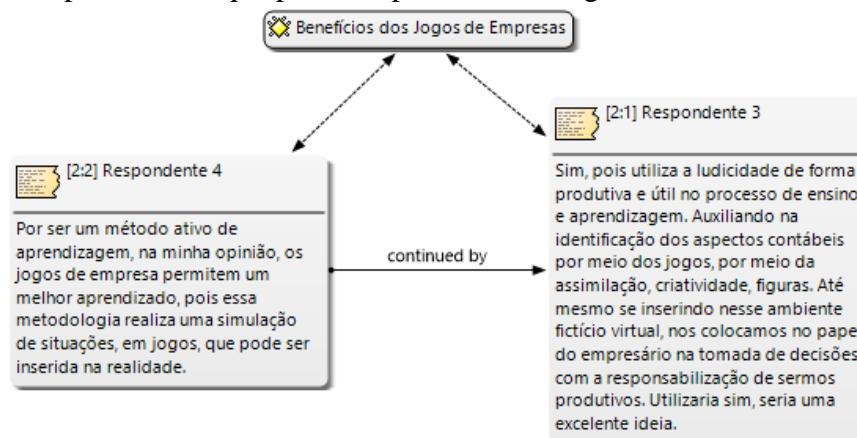 Benefícios dos Jogos de Empresas
[2:1] Respondente 3
[2:2] Respondente 4
Sim, pois utiliza a ludicidade de forma
produtiva e útil no processo de ensino
e aprendizagem. Auxiliando na
identificação dos aspectos contábeis
por meio dos jogos, por meio da
assimilação, criatividade, figuras. Até
mesmo se inserindo nesse ambiente
fictício virtual, nos colocamos no pape
do empresário na tomada de decisões
com a responsabilização de sermos
produtivos. Utilizaria sim, seria uma
excelente ideia.
Por ser um método ativo de
aprendizagem, na minha opinião, os
jogos de empresa permitem um
melhor aprendizado, pois essa
metodologia realiza uma simulação
de situações, em jogos, que pode ser
inserida na realidade.
continued by